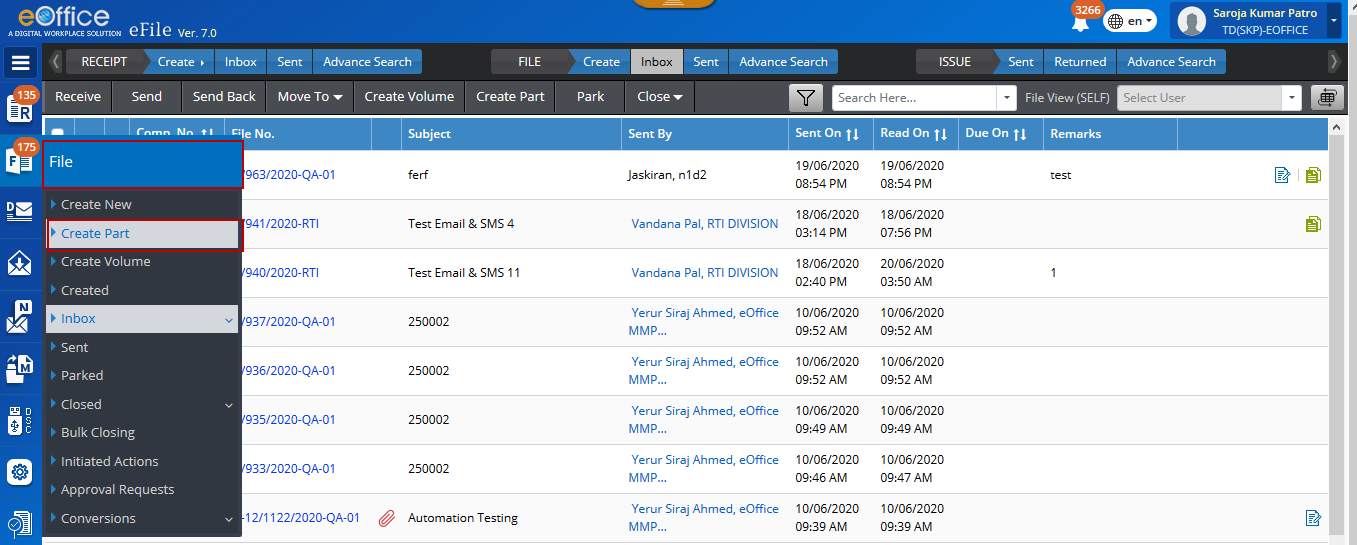 eOffice
A DIGITAL WORKPLACE SOLUTION
eFile Ver. 7.0
3266
en
Saroja Kumar Patro
TD(SKP)-EOFFICE
RECEIPT Create Inbox Sent Advance Search FILE Create Inbox Sent Advance Search ISSUE Sent Returned Advance Search
135
R
Receive Send Send Back Move To Create Volume Create Part Park Close Search Here... File View (SELF) Select User
Comp. No. File No. Subject Sent By Sent On Read On Due On Remarks
175
F
File
Create New
Create Part
Create Volume
Created
Inbox
Sent
Parked
Closed
Bulk Closing
Initiated Actions
Approval Requests
Conversions
D
N
M
DSC
/963/2020-QA-01 ferf Jaskiran, n1d2 19/06/2020 19/06/2020 test
08:54 PM 08:54 PM
/941/2020-RTI Test Email & SMS 4 Vandana Pal, RTI DIVISION 18/06/2020 18/06/2020
03:14 PM 07:56 PM
/940/2020-RTI Test Email & SMS 11 Vandana Pal, RTI DIVISION 18/06/2020 20/06/2020 1
02:40 PM 03:50 AM
/937/2020-QA-01 250002 Yerur Siraj Ahmed, eOffice 10/06/2020 10/06/2020
MMP... 09:52 AM 09:52 AM
/936/2020-QA-01 250002 Yerur Siraj Ahmed, eOffice 10/06/2020 10/06/2020
MMP... 09:52 AM 09:52 AM
/935/2020-QA-01 250002 Yerur Siraj Ahmed, eOffice 10/06/2020 10/06/2020
MMP... 09:49 AM 09:49 AM
/933/2020-QA-01 250002 Yerur Siraj Ahmed, eOffice 10/06/2020 10/06/2020
MMP... 09:46 AM 09:47 AM
-12/1122/2020-QA-01 Automation Testing Yerur Siraj Ahmed, eOffice 10/06/2020 10/06/2020
MMP... 09:39 AM 09:39 AM